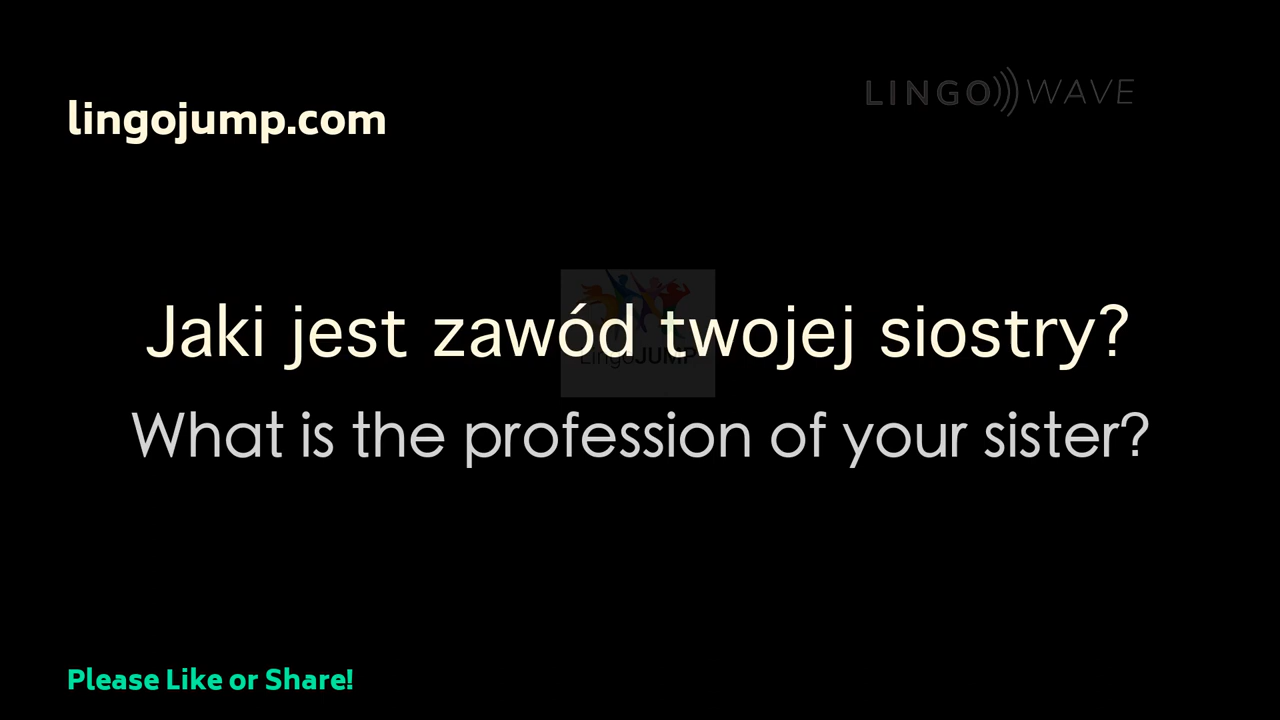 lingojump.com
LINGO WAVE
Jaki jest zawód twojej siostry?
LingoJUMP
What is the profession of your sister?
Please Like or Share!